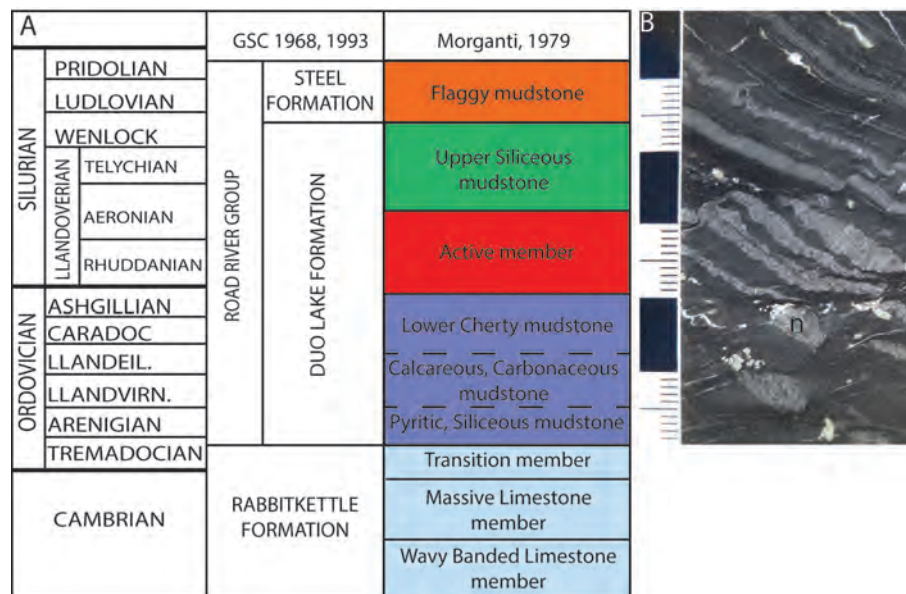 A
GSC 1968, 1993
Morganti, 1979
B
SILURIAN
PRIDOLIAN
LUDLOVIAN
WENLOCK
LLANDOVERIAN
TELYCHIAN
AERONIAN
RHUDDANIAN
ORDOVICIAN
ASHGILLIAN
CARADOC
LLANDEIL.
LLANDVIRN.
ARENIGIAN
TREMADOCIAN
CAMBRIAN
ROAD RIVER GROUP
STEEL
FORMATION
DUO LAKE FORMATION
RABBITKETTLE
FORMATION
Flaggy mudstone
Upper Siliceous
mudstone
Active member
Lower Cherty mudstone
Calcareous, Carbonaceous
mudstone
Pyritic, Siliceous mudstone
Transition member
Massive Limestone
member
Wavy Banded Limestone
member
n